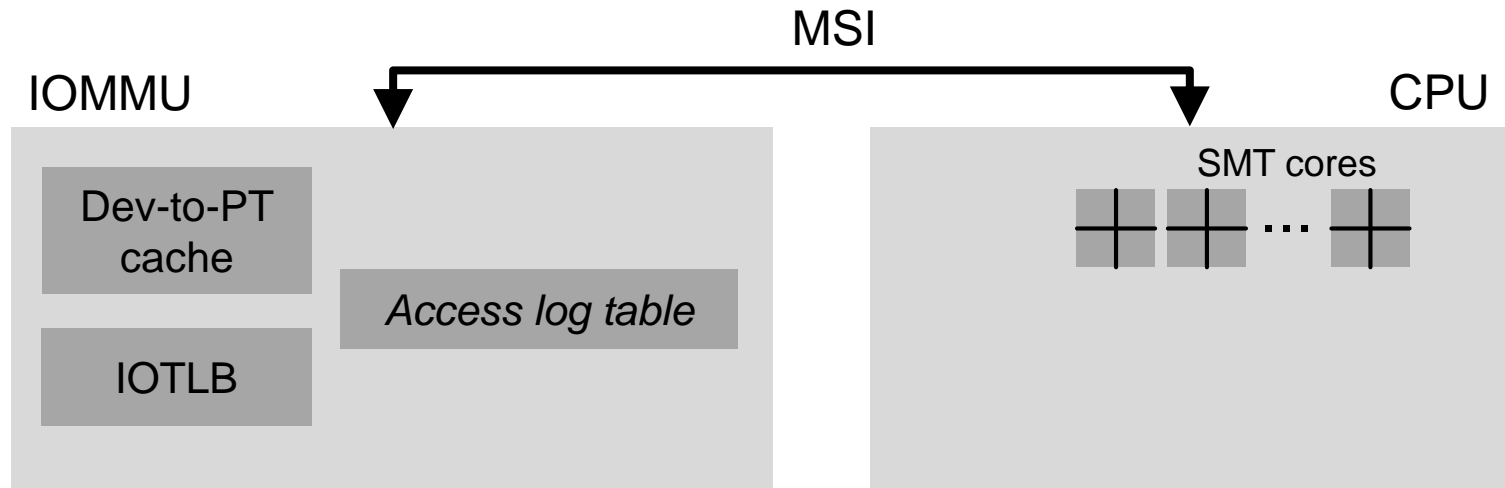 MSI
IOMMU
CPU
Dev-to-PT
cache
IOTLB
Access log table
SMT cores
...